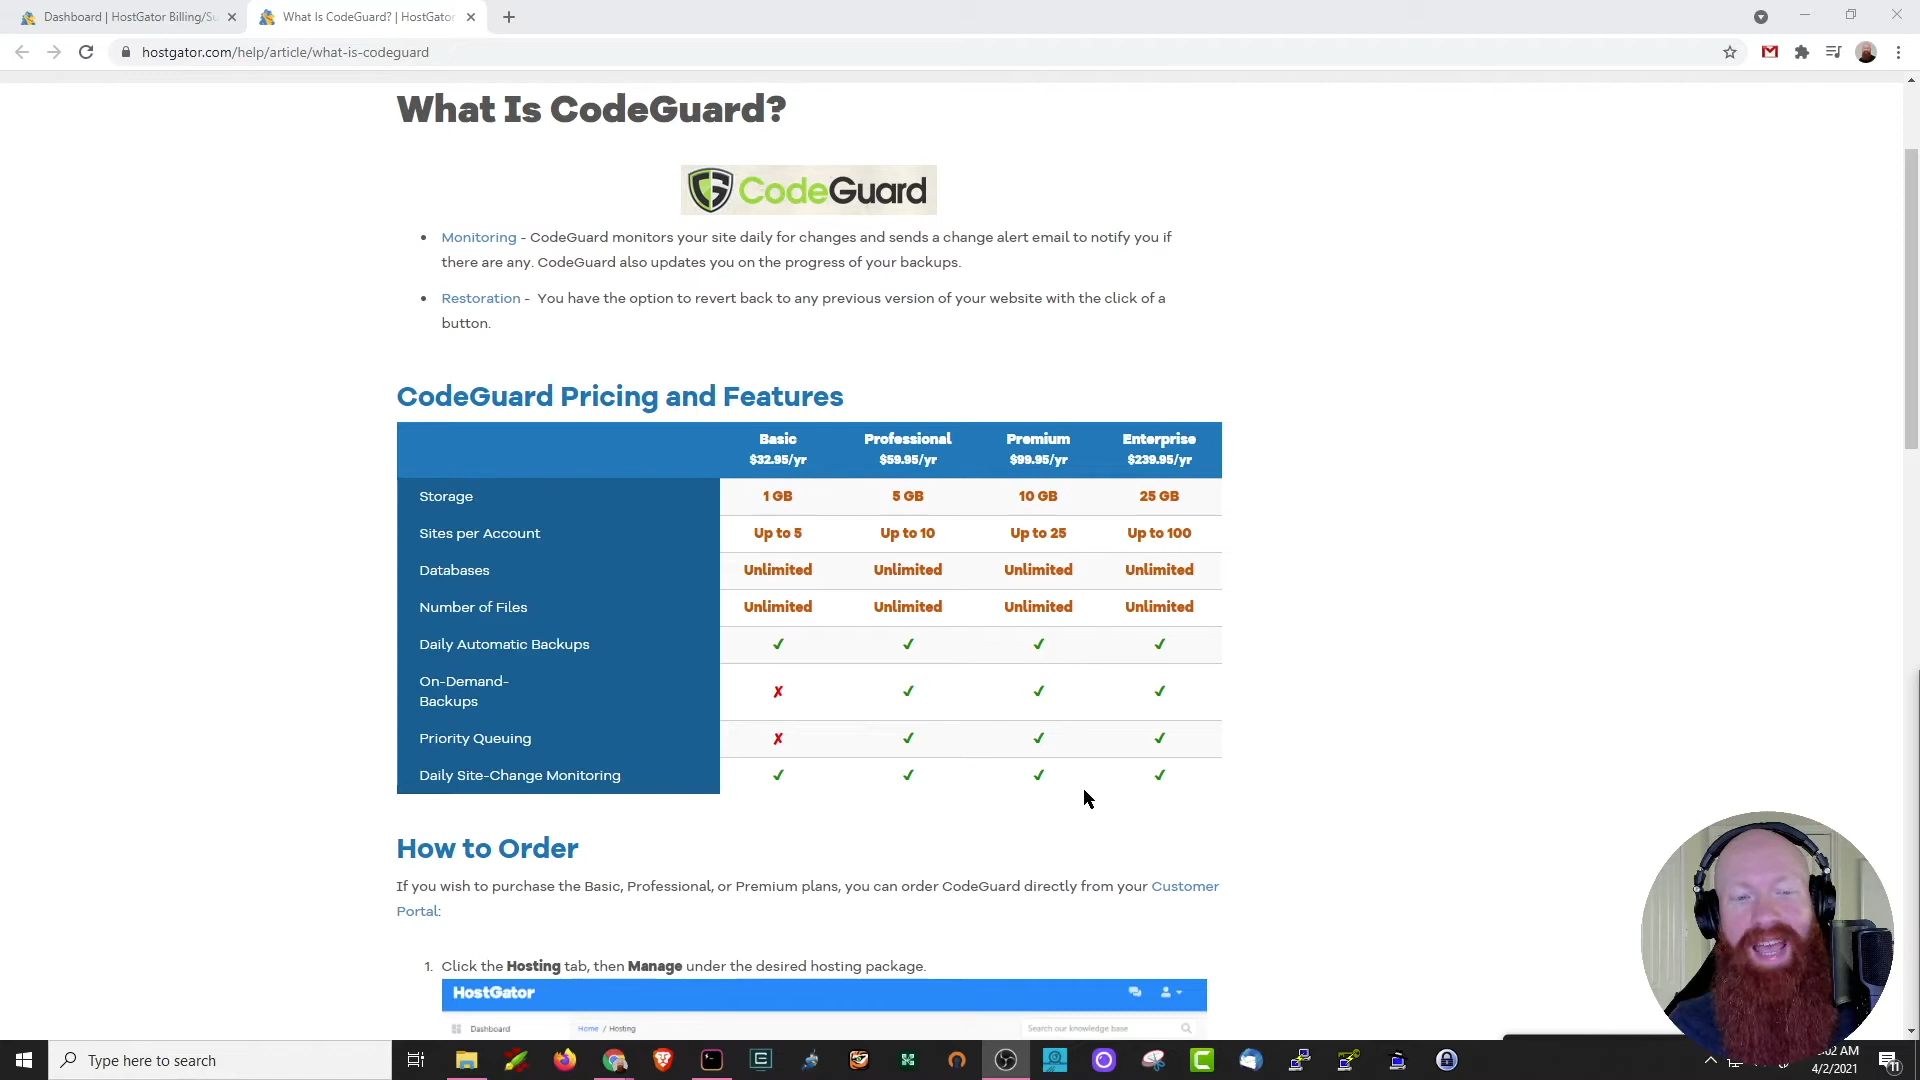 Dashboard | HostGator Billing/Su
What Is CodeGuard? | HostGator
hostgator.com/help/article/what-is-codeguard
What Is CodeGuard?
CodeGuard
Monitoring - CodeGuard monitors your site daily for changes and sends a change alert email to notify you if
there are any. CodeGuard also updates you on the progress of your backups.
Restoration - You have the option to revert back to any previous version of your website with the click of a
button.
CodeGuard Pricing and Features
Basic Professional Premium Enterprise
$32.95/yr $59.95/yr $99.95/yr $239.95/yr
Storage 1 GB 5 GB 10 GB 25 GB
Sites per Account Up to 5 Up to 10 Up to 25 Up to 100
Databases Unlimited Unlimited Unlimited Unlimited
Number of Files Unlimited Unlimited Unlimited Unlimited
Daily Automatic Backups ✓ ✓ ✓ ✓
On-Demand-
Backups ✗ ✓ ✓ ✓
Priority Queuing ✗ ✓ ✓ ✓
Daily Site-Change Monitoring ✓ ✓ ✓ ✓
How to Order
If you wish to purchase the Basic, Professional, or Premium plans, you can order CodeGuard directly from your Customer
Portal:
1. Click the Hosting tab, then Manage under the desired hosting package.
HostGator
Dashboard Home / Hosting Search our knowledge base
Type here to search
:02 AM
4/2/2021
11